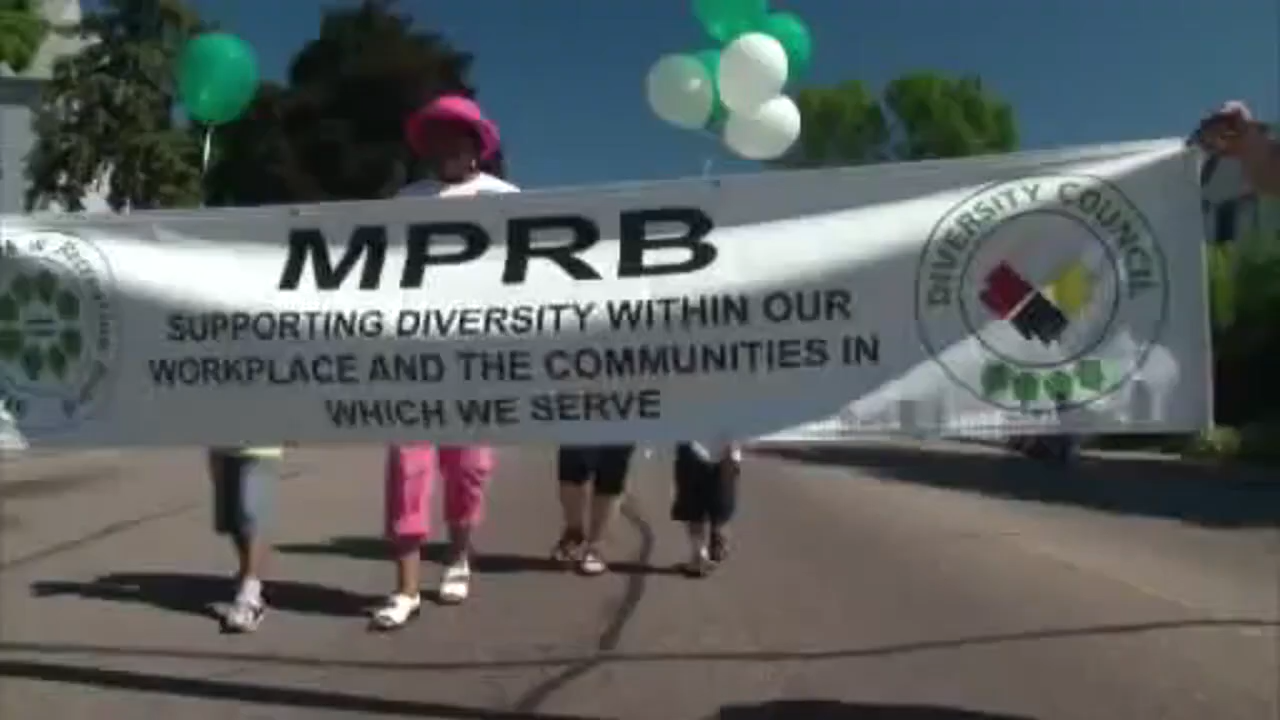 MPRB
SUPPORTING DIVERSITY WITHIN OUR
WORKPLACE AND THE COMMUNITIES IN
WHICH WE SERVE
DIVERSITY COUNCIL